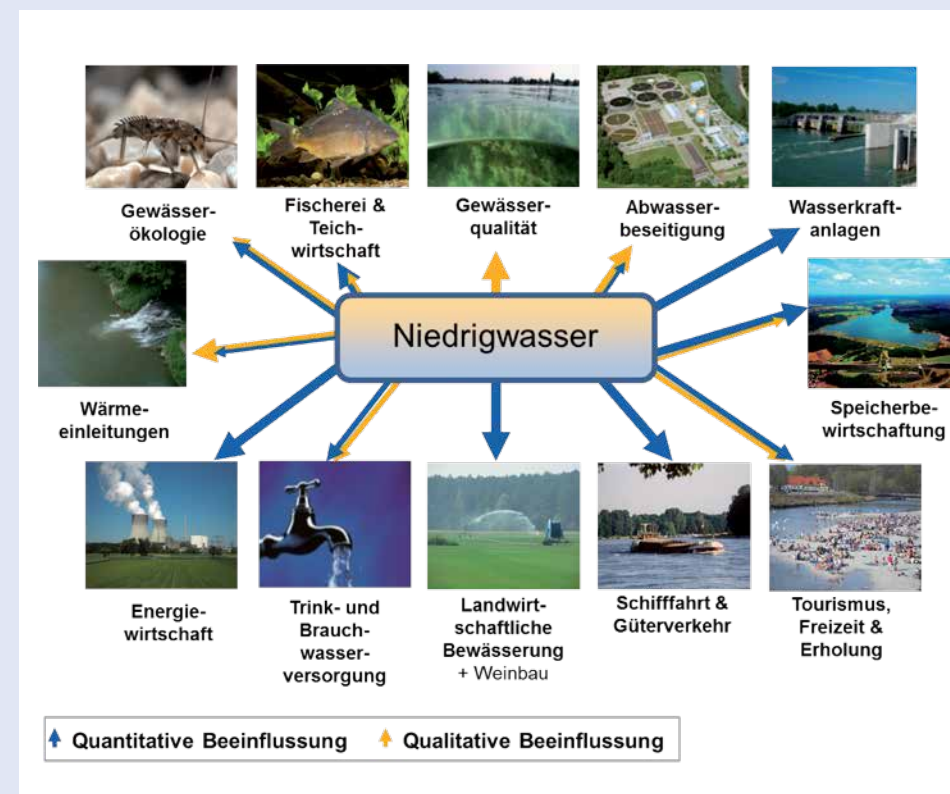 Gewässer-
ökologie
Fischerei &
Teich-
wirtschaft
Gewässer-
qualität
Abwasser-
beseitigung
Wasserkraft-
anlagen
Niedrigwasser
Wärme-
einleitungen
Speicherbe-
wirtschaftung
Energie-
wirtschaft
Trink- und
Brauch-
wasser-
versorgung
Landwirt-
schaftliche
Bewässerung
+ Weinbau
Schifffahrt &
Güterverkehr
Tourismus,
Freizeit &
Erholung
Quantitative Beeinflussung
Qualitative Beeinflussung